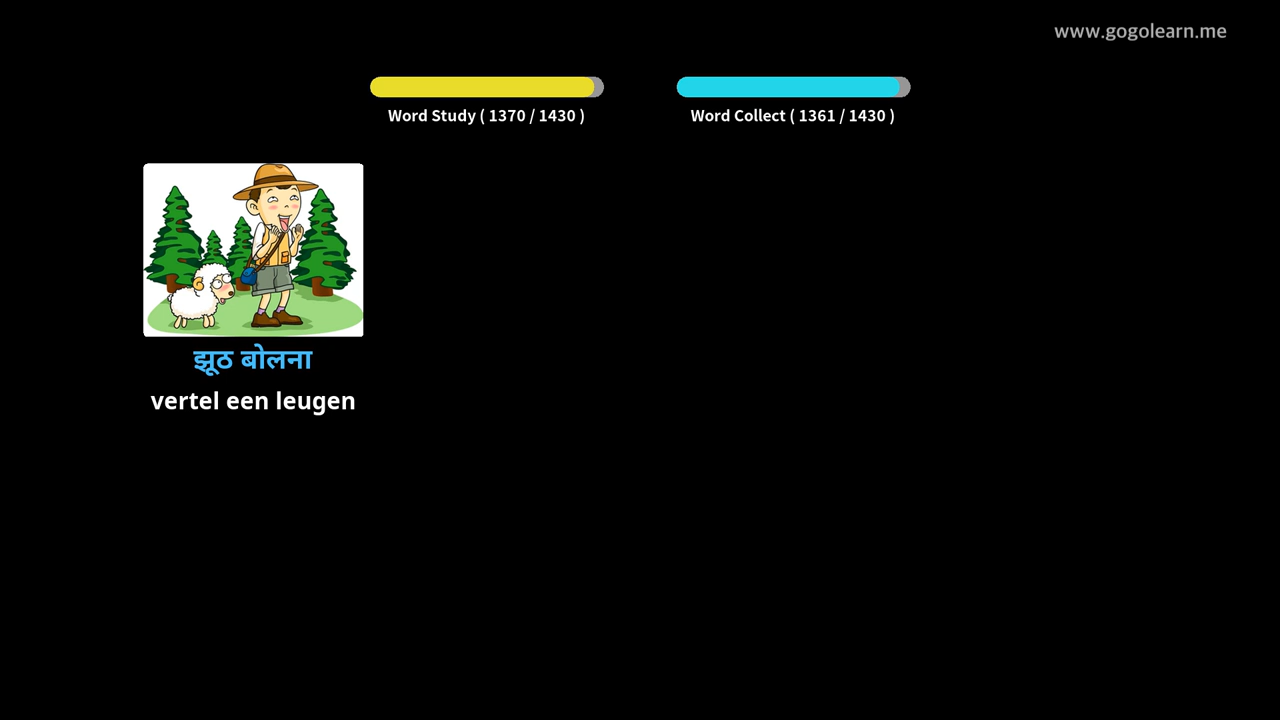 www.gogolearn.me
Word Study ( 1370 / 1430 )
Word Collect ( 1361 / 1430 )
झूठ बोलना
vertel een leugen